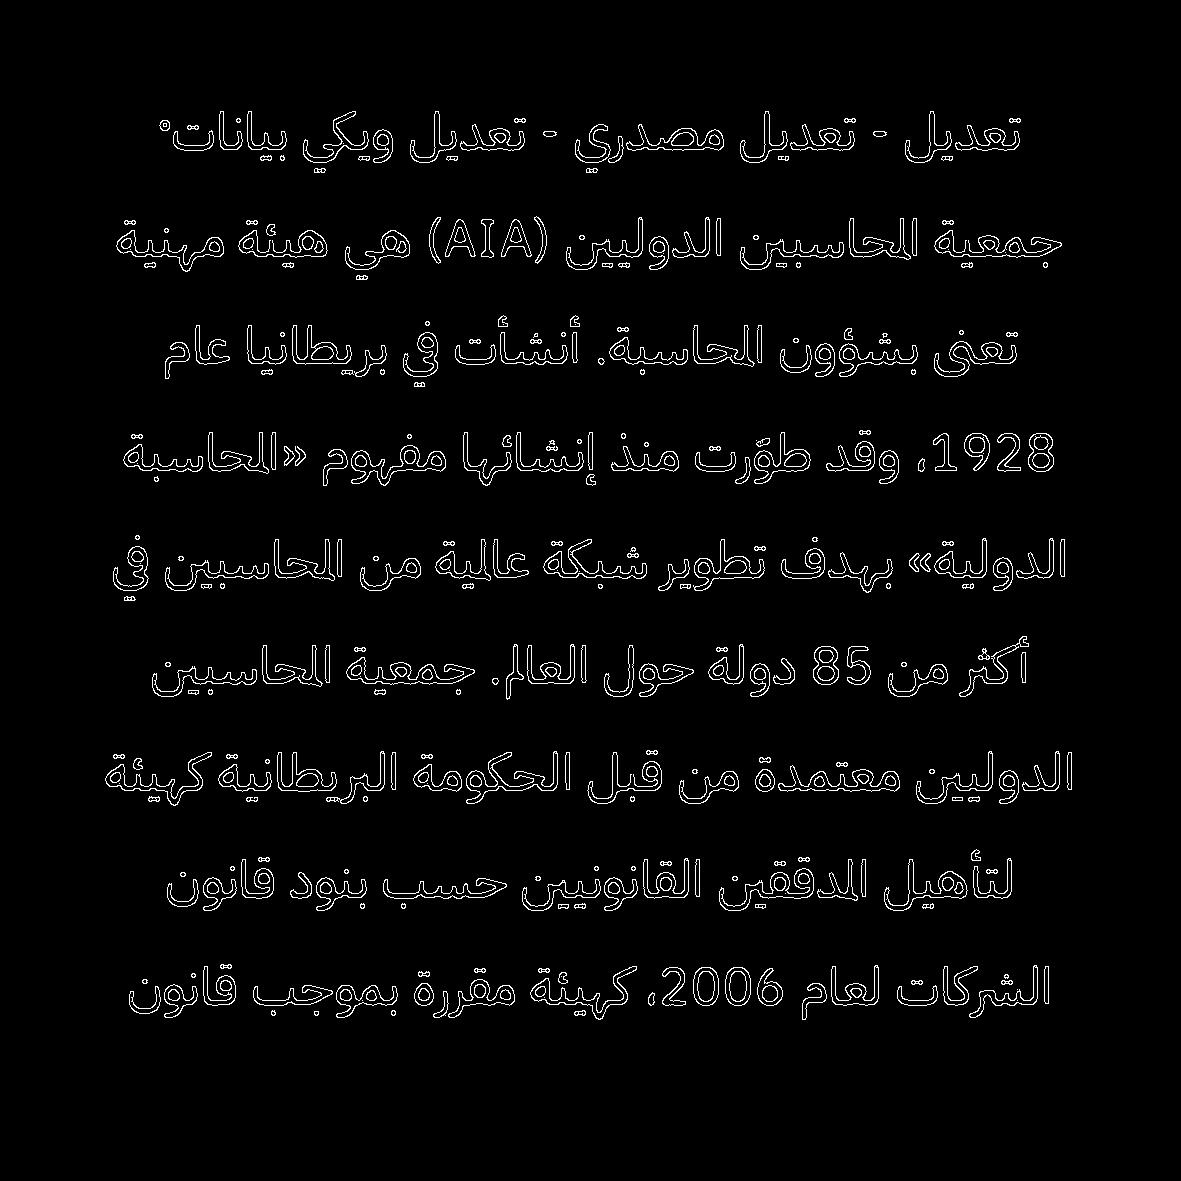 تعديل - تعديل مصدري - تعديل ويكي بيانات°
جمعية المحاسبين الدوليين (AIA) هي هيئة مهنية
تعنى بشؤون المحاسبة. أنشأت في بريطانيا عام
1928، وقد طوّرت منذ إنشائها مفهوم «المحاسبة
الدولية» بهدف تطوير شبكة عالمية من المحاسبين في
أكثر من 85 دولة حول العالم. جمعية المحاسبين
الدوليين معتمدة من قبل الحكومة البريطانية كهيئة
لتأهيل المدققين القانونيين حسب بنود قانون
الشركات لعام 2006، كهيئة مقررة بموجب قانون